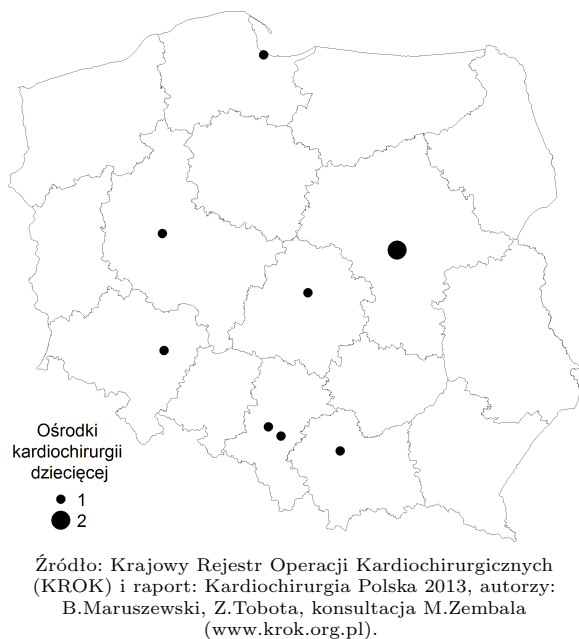 Ośrodki
kardiochirurgii
dziecięcej
1
2
Źródło: Krajowy Rejestr Operacji Kardiochirurgicznych
(KROK) i raport: Kardiochirurgia Polska 2013, autorzy:
B.Maruszewski, Z.Tobota, konsultacja M.Zembala
(www.krok.org.pl).